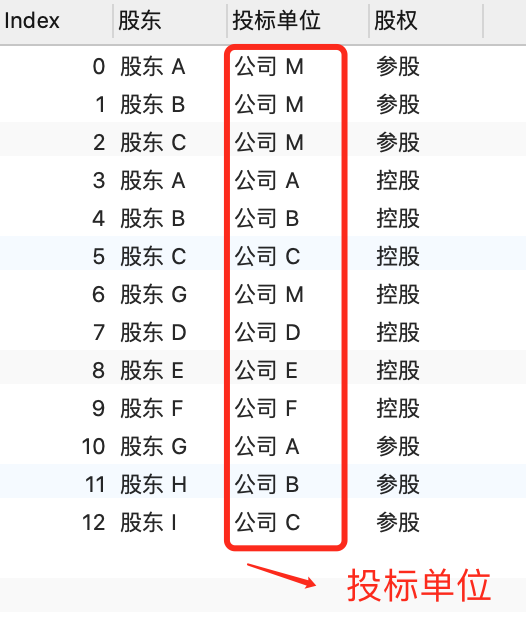 Index 股东 投标单位 股权
0 股东 A 公司 M 参股
1 股东 B 公司 M 参股
2 股东 C 公司 M 参股
3 股东 A 公司 A 控股
4 股东 B 公司 B 控股
5 股东 C 公司 C 控股
6 股东 G 公司 M 控股
7 股东 D 公司 D 控股
8 股东 E 公司 E 控股
9 股东 F 公司 F 控股
10 股东 G 公司 A 参股
11 股东 H 公司 B 参股
12 股东 I 公司 C 参股
投标单位